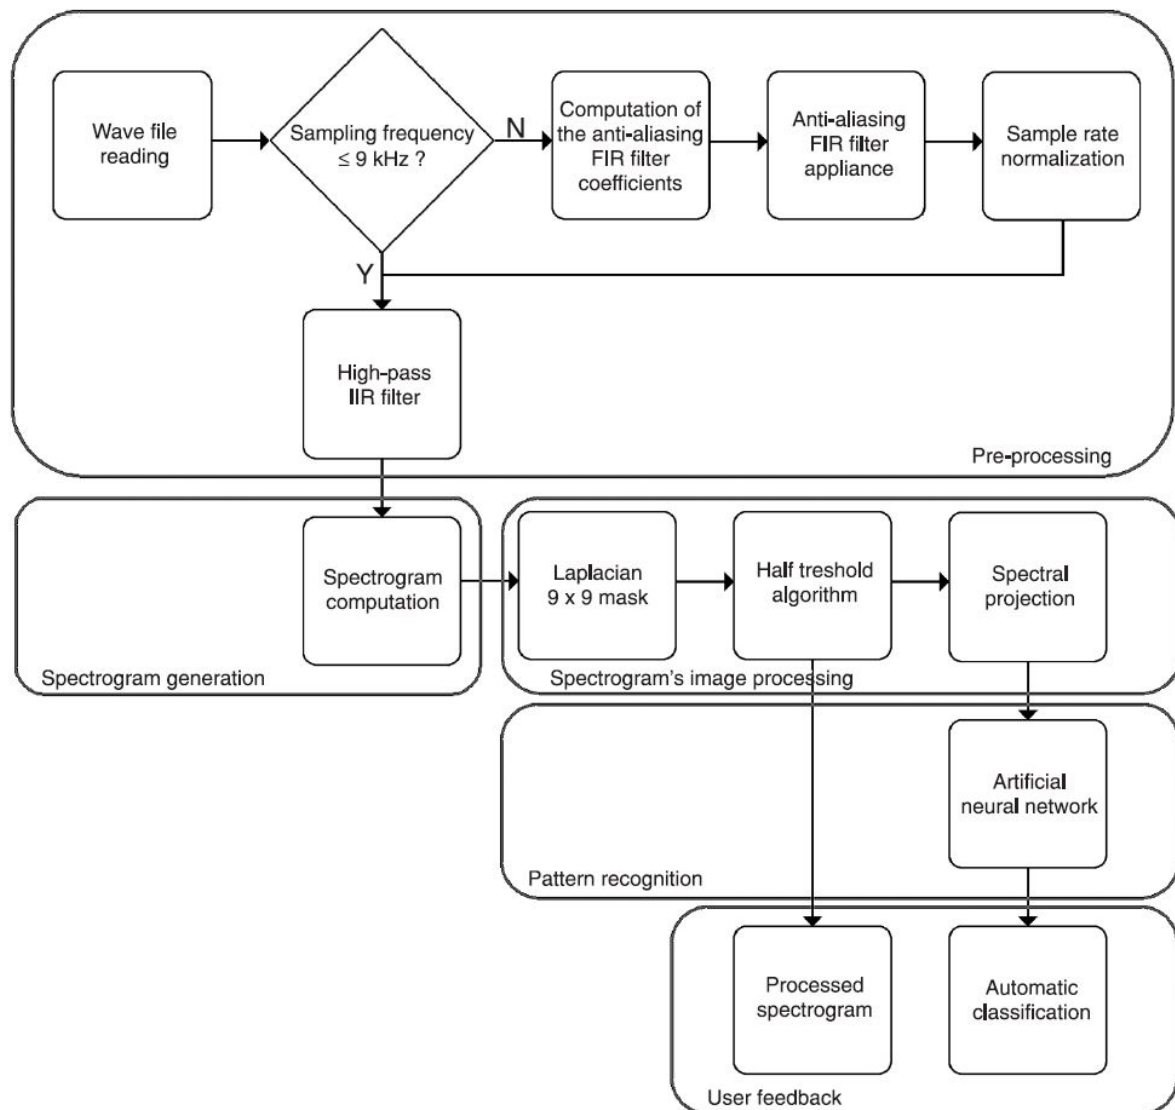 Wave file
reading
Sampling frequency
≤ 9 kHz ?
N
Computation of
the anti-aliasing
FIR filter
coefficients
Anti-aliasing
FIR filter
appliance
Sample rate
normalization
Y
High-pass
IIR filter
Pre-processing
Spectrogram
computation
Spectrogram generation
Laplacian
9 x 9 mask
Half treshold
algorithm
Spectral
projection
Spectrogram's image processing
Artificial
neural network
Pattern recognition
Processed
spectrogram
Automatic
classification
User feedback